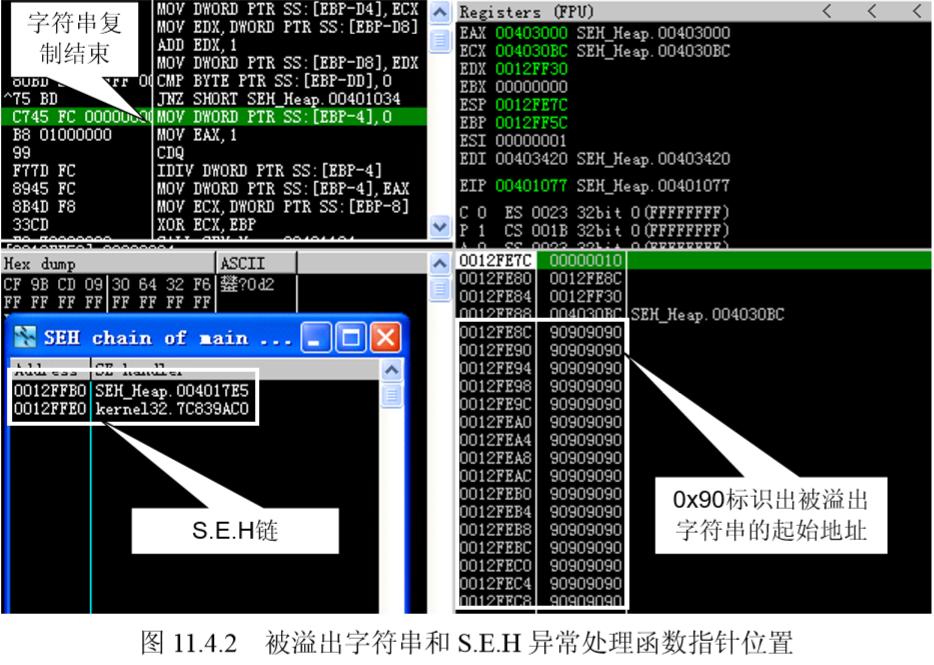 字符串复
制结束
MOV DWORD PTR SS:[EBP-D4],ECX
MOV EDX,DWORD PTR SS:[EBP-D8]
ADD EDX,1
MOV DWORD PTR SS:[EBP-D8],EDX
CMP BYTE PTR SS:[EBP-DD],0
^75 BD JNZ SHORT SEH_Heap.00401034
C745 FC 0000000 MOV DWORD PTR SS:[EBP-4],0
B8 01000000 MOV EAX,1
99 CDQ
F77D FC IDIV DWORD PTR SS:[EBP-4]
8945 FC MOV DWORD PTR SS:[EBP-4],EAX
8B4D F8 MOV ECX,DWORD PTR SS:[EBP-8]
33CD XOR ECX,EBP
Registers (FPU) < < <
EAX 00403000 SEH_Heap.00403000
ECX 004030BC SEH_Heap.004030BC
EDX 0012FF30
EBX 00000000
ESP 0012FE7C
EBP 0012FF5C
ESI 00000001
EDI 00403420 SEH_Heap.00403420
EIP 00401077 SEH_Heap.00401077
C 0 ES 0023 32bit 0(FFFFFFFF)
P 1 CS 001B 32bit 0(FFFFFFFF)
A 0 SS 0023 32bit 0(FFFFFFFF)
Hex dump ASCII
CF 9B CD 09 30 64 32 F6 ?0d2
FF FF FF FF FF FF FF FF
SEH chain of main ...
Address SE handler
0012FFB0 SEH_Heap.004017E5
0012FFE0 kernel32.7C839AC0
S.E.H链
0012FE7C 00000010
0012FE80 0012FE8C
0012FE84 0012FF30
0012FE88 004030BC SEH_Heap.004030BC
0012FE8C 90909090
0012FE90 90909090
0012FE94 90909090
0012FE98 90909090
0012FE9C 90909090
0012FEA0 90909090
0012FEA4 90909090
0012FEA8 90909090
0012FEAC 90909090
0012FEB0 90909090
0012FEB4 90909090
0012FEB8 90909090
0012FEBC 90909090
0012FEC0 90909090
0012FEC4 90909090
0012FEC8 90909090
0x90标识出被溢出
字符串的起始地址
图 11.4.2 被溢出字符串和 S.E.H 异常处理函数指针位置